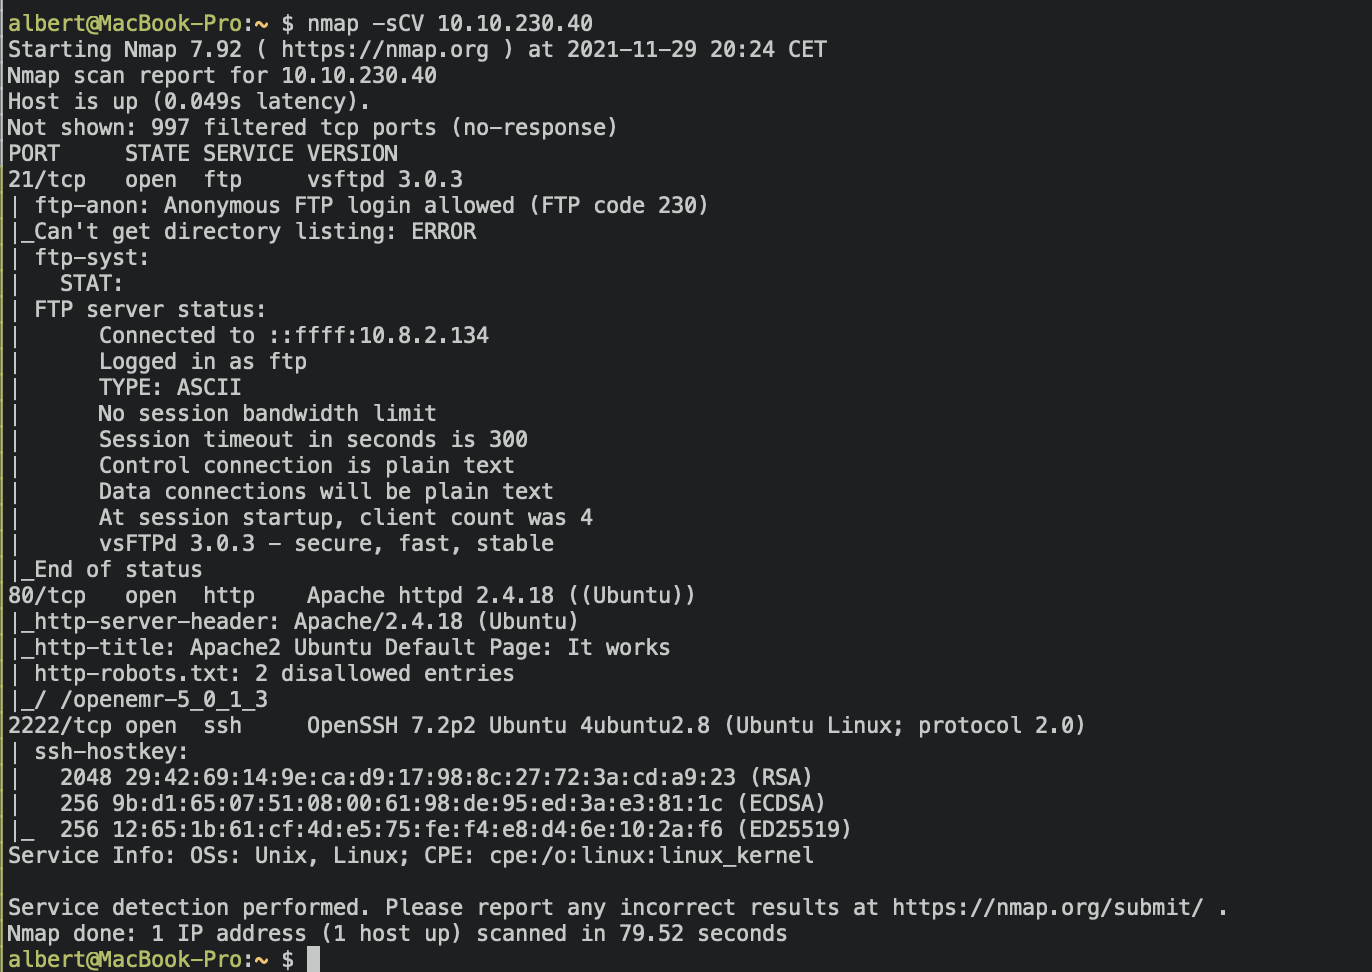 albert@MacBook-Pro:~ $ nmap -sCV 10.10.230.40
Starting Nmap 7.92 ( https://nmap.org ) at 2021-11-29 20:24 CET
Nmap scan report for 10.10.230.40
Host is up (0.049s latency).
Not shown: 997 filtered tcp ports (no-response)
PORT     STATE SERVICE VERSION
21/tcp   open  ftp     vsftpd 3.0.3
| ftp-anon: Anonymous FTP login allowed (FTP code 230)
|_Can't get directory listing: ERROR
| ftp-syst:
|   STAT:
| FTP server status:
|      Connected to ::ffff:10.8.2.134
|      Logged in as ftp
|      TYPE: ASCII
|      No session bandwidth limit
|      Session timeout in seconds is 300
|      Control connection is plain text
|      Data connections will be plain text
|      At session startup, client count was 4
|      vsFTPd 3.0.3 - secure, fast, stable
|_End of status
80/tcp   open  http    Apache httpd 2.4.18 ((Ubuntu))
|_http-server-header: Apache/2.4.18 (Ubuntu)
|_http-title: Apache2 Ubuntu Default Page: It works
| http-robots.txt: 2 disallowed entries
|_/ /openemr-5_0_1_3
2222/tcp open  ssh     OpenSSH 7.2p2 Ubuntu 4ubuntu2.8 (Ubuntu Linux; protocol 2.0)
| ssh-hostkey:
|   2048 29:42:69:14:9e:ca:d9:17:98:8c:27:72:3a:cd:a9:23 (RSA)
|   256 9b:d1:65:07:51:08:00:61:98:de:95:ed:3a:e3:81:1c (ECDSA)
|_  256 12:65:1b:61:cf:4d:e5:75:fe:f4:e8:d4:6e:10:2a:f6 (ED25519)
Service Info: OSs: Unix, Linux; CPE: cpe:/o:linux:linux_kernel

Service detection performed. Please report any incorrect results at https://nmap.org/submit/ .
Nmap done: 1 IP address (1 host up) scanned in 79.52 seconds
albert@MacBook-Pro:~ $